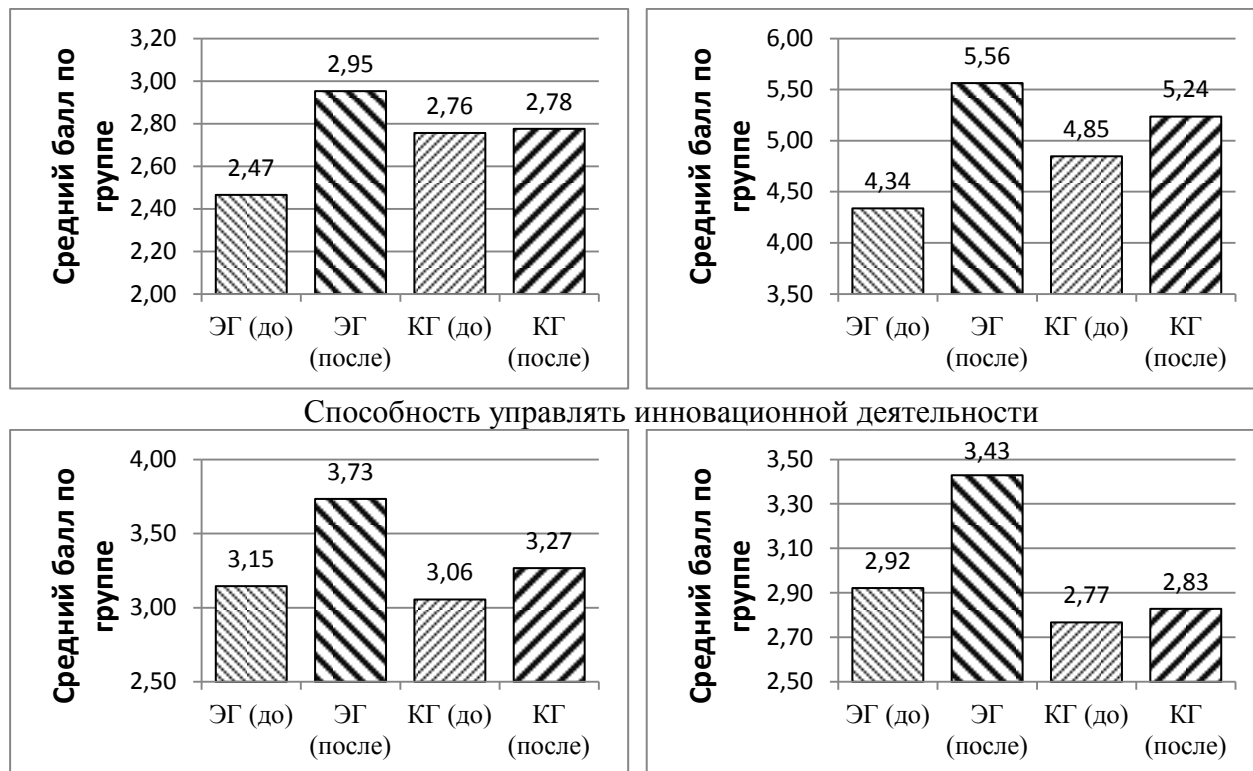 Средний балл по
группе
3,20
3,00
2,80
2,60
2,40
2,20
2,00
2,47
2,95
2,76
2,78
ЭГ (до)
ЭГ
(после)
КГ (до)
КГ
(после)
Средний балл по
группе
6,00
5,50
5,00
4,50
4,00
3,50
4,34
5,56
4,85
5,24
ЭГ (до)
ЭГ
(после)
КГ (до)
КГ
(после)
Способность управлять инновационной деятельности
Средний балл по
группе
4,00
3,50
3,00
2,50
3,15
3,73
3,06
3,27
ЭГ (до)
ЭГ
(после)
КГ (до)
КГ
(после)
Средний балл по
группе
3,50
3,30
3,10
2,90
2,70
2,50
2,92
3,43
2,77
2,83
ЭГ (до)
ЭГ
(после)
КГ (до)
КГ
(после)